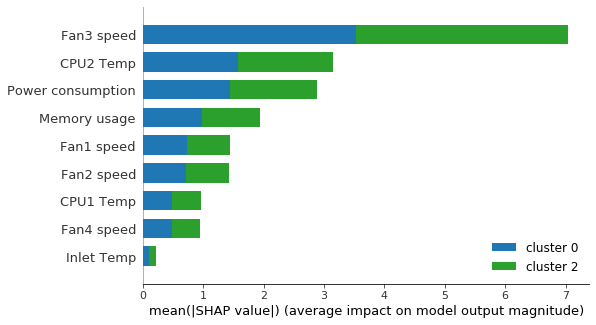 Fan3 speed
CPU2 Temp
Power consumption
Memory usage
Fan1 speed
Fan2 speed
CPU1 Temp
Fan4 speed
Inlet Temp
cluster 0
cluster 2
0 1 2 3 4 5 6 7
mean(|SHAP value|) (average impact on model output magnitude)